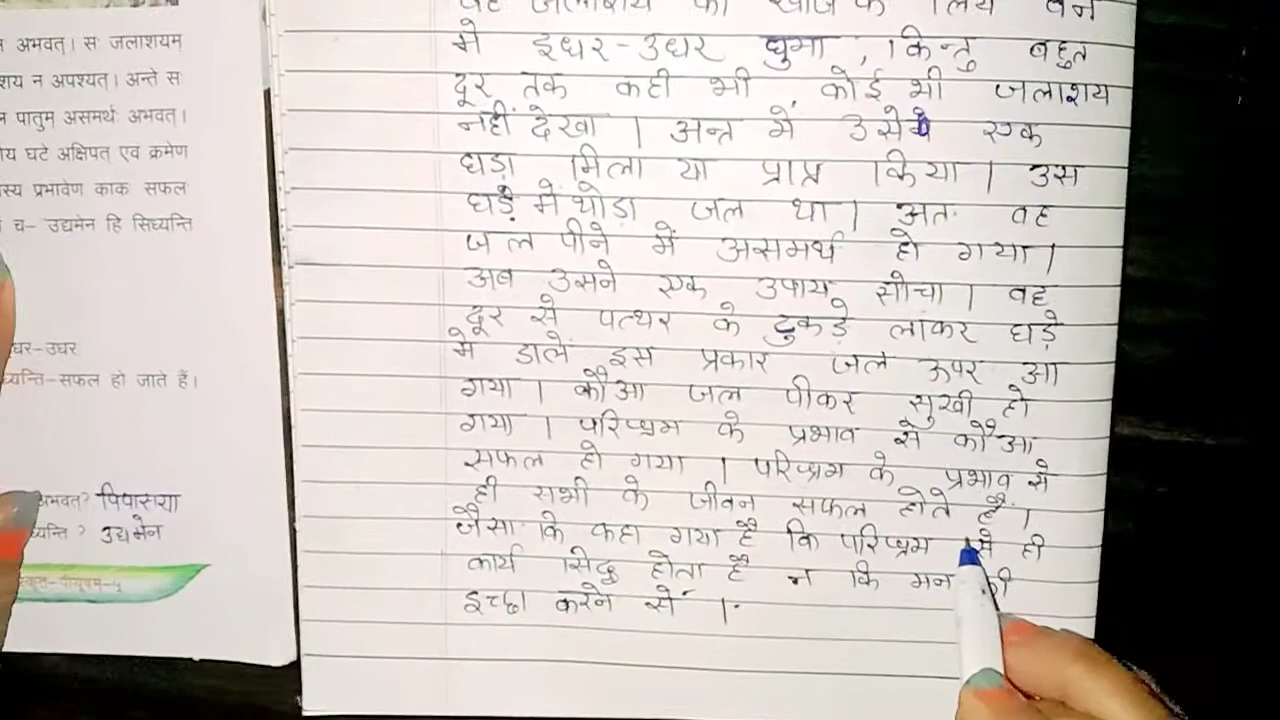 अभवत्। सः जलाशयम्
न अपश्यत्। अन्ते स
पातुम् असमर्थः अभवत्।
घटे अक्षिपत् एवं क्रमेण
प्रभावेण काकः सफल
च- 'उद्यमेन हि सिध्यन्ति
-उधर
-सफल हो जाते हैं।
अभवत्? पिपासया
? उद्यमेन
वह जलाशय की खोज के लिये वन
मे इधर-उधर घुमा, किन्तु बहुत
दूर तक कही भी कोई भी जलाशय
नहीं देखा। अन्त में उसने एक
घड़ा मिला या प्राप्त किया। उस
घड़े में थोड़ा जल था। अतः वह
जल पीने में असमर्थ हो गया।
अब उसने एक उपाय सोचा। वह
दूर से पत्थर के टुकड़े लाकर घड़े
मे डालें इस प्रकार जल ऊपर आ
गया। कौआ जल पीकर सुखी हो
गया। परिश्रम के प्रभाव से कौआ
सफल हो गया। परिश्रम के प्रभाव से
ही सभी के जीवन सफल होते हैं।
जैसा कि कहा गया है कि परिश्रम से ही
कार्य सिद्ध होता है न कि मन की
इच्छा करने से।